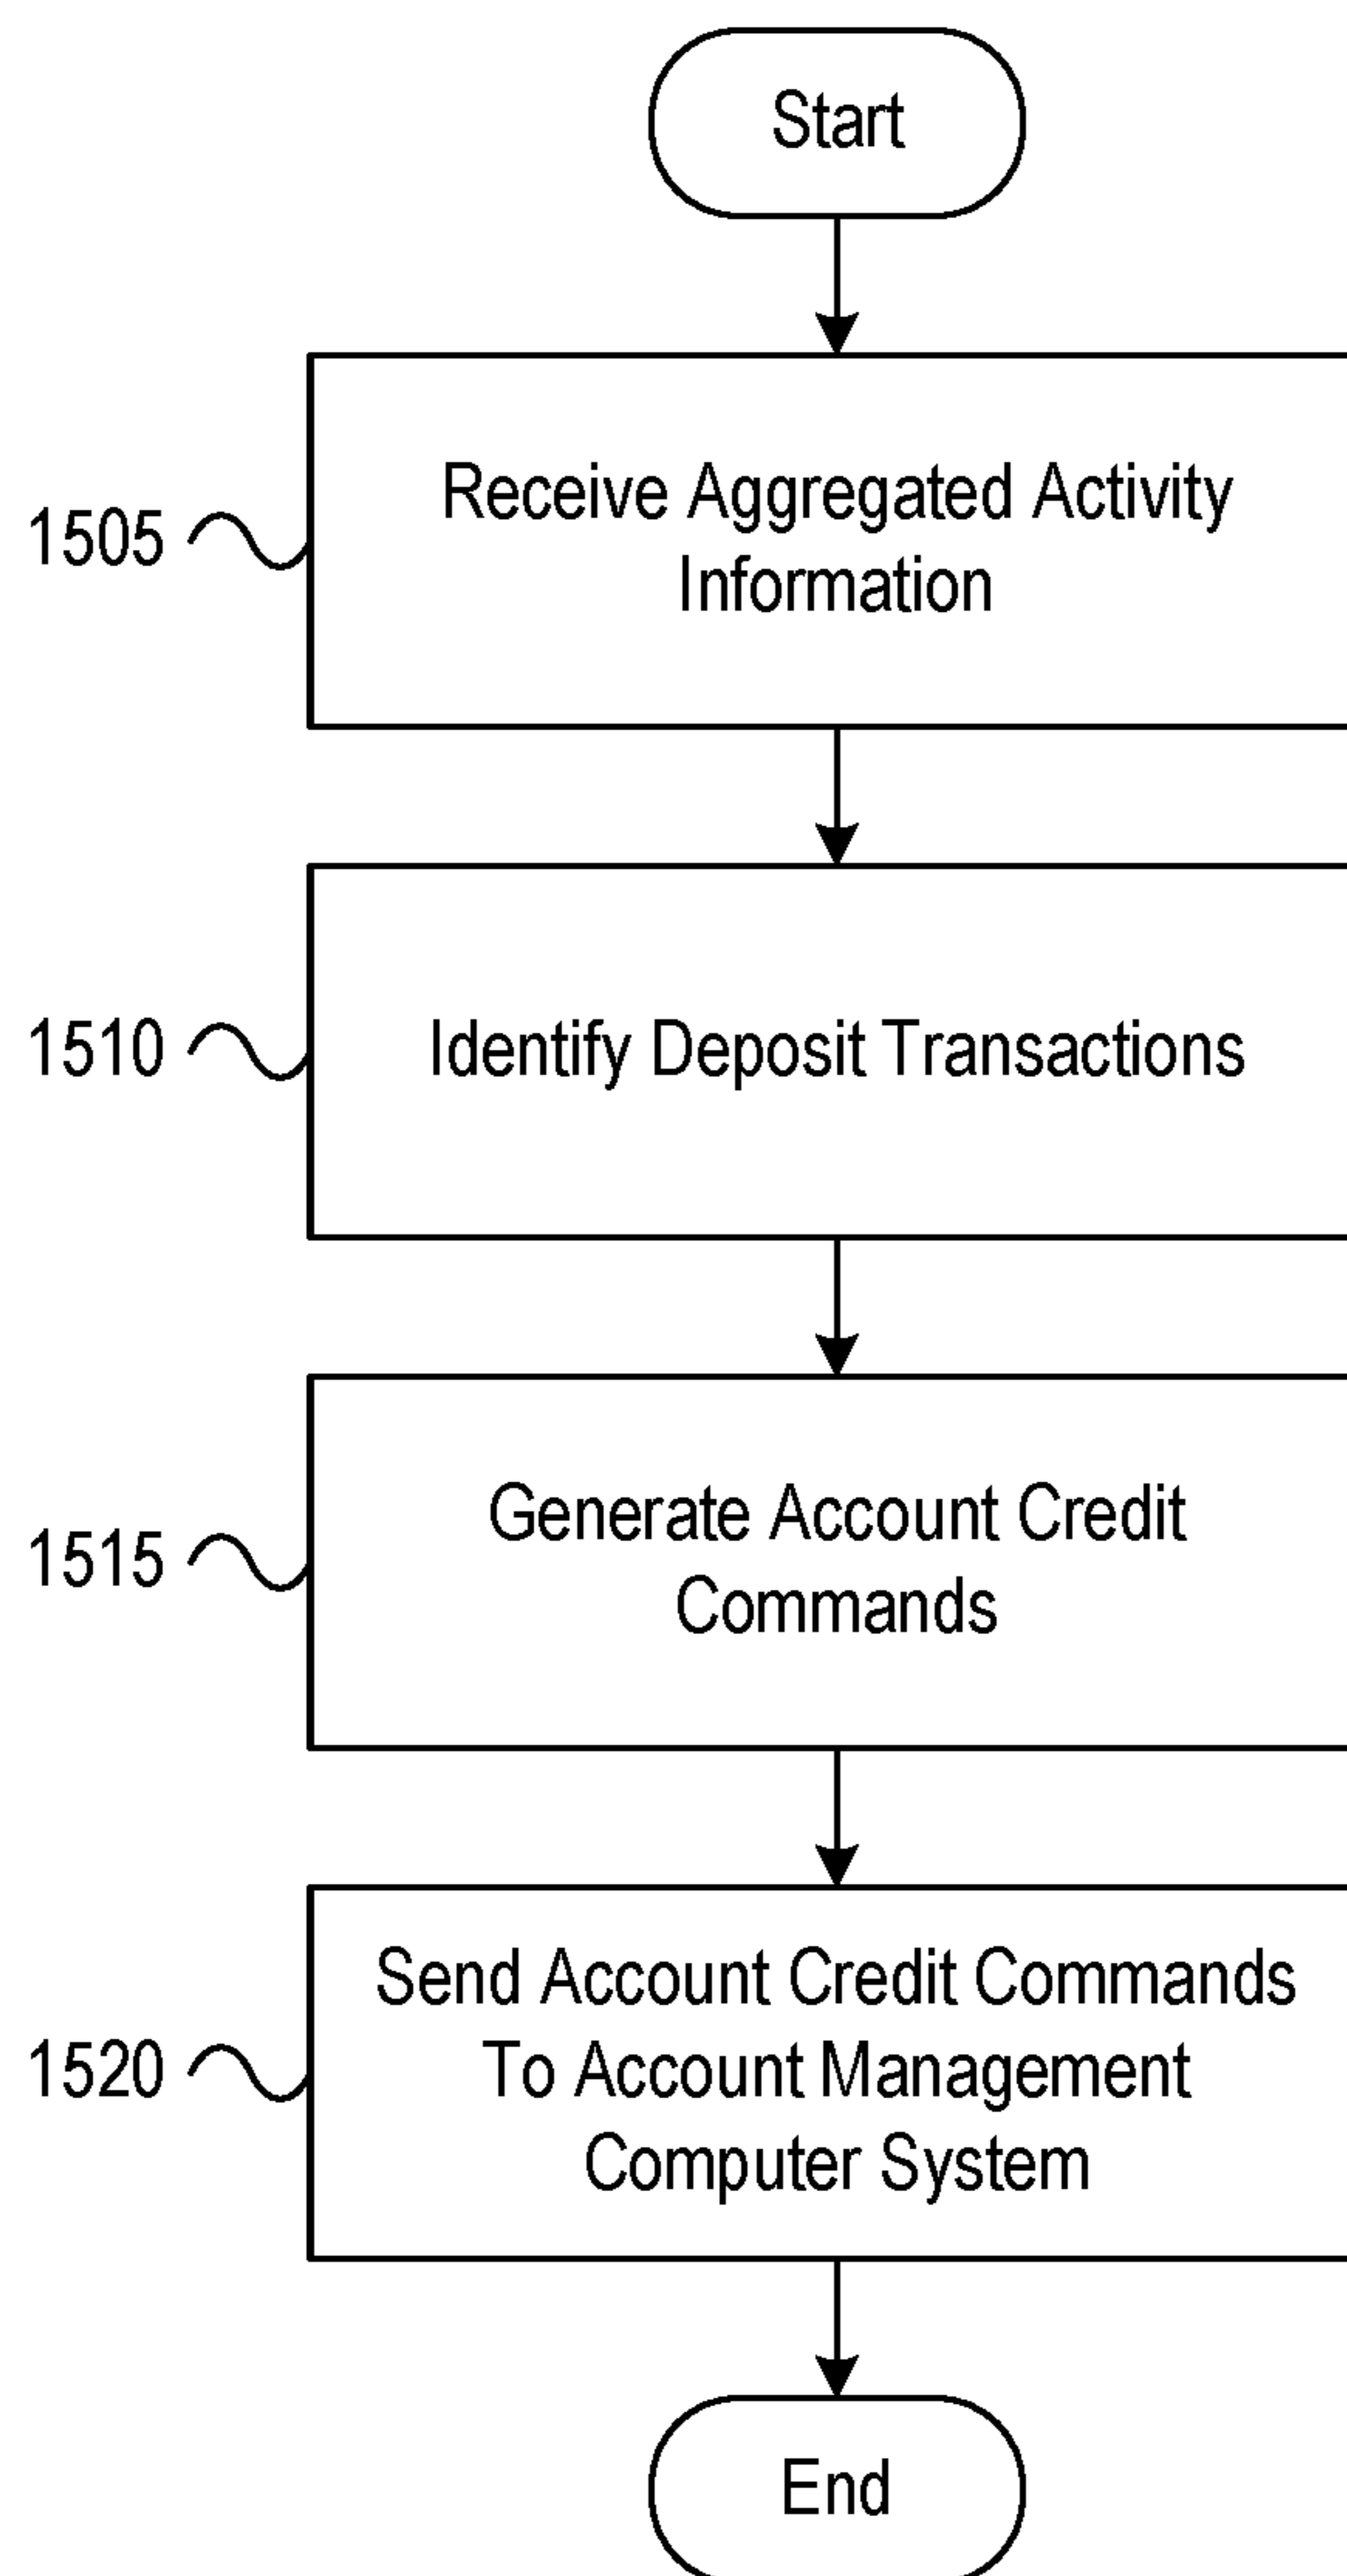 Start
1505
Receive Aggregated Activity
Information
1510
Identify Deposit Transactions
1515
Generate Account Credit
Commands
1520
Send Account Credit Commands
To Account Management
Computer System
End